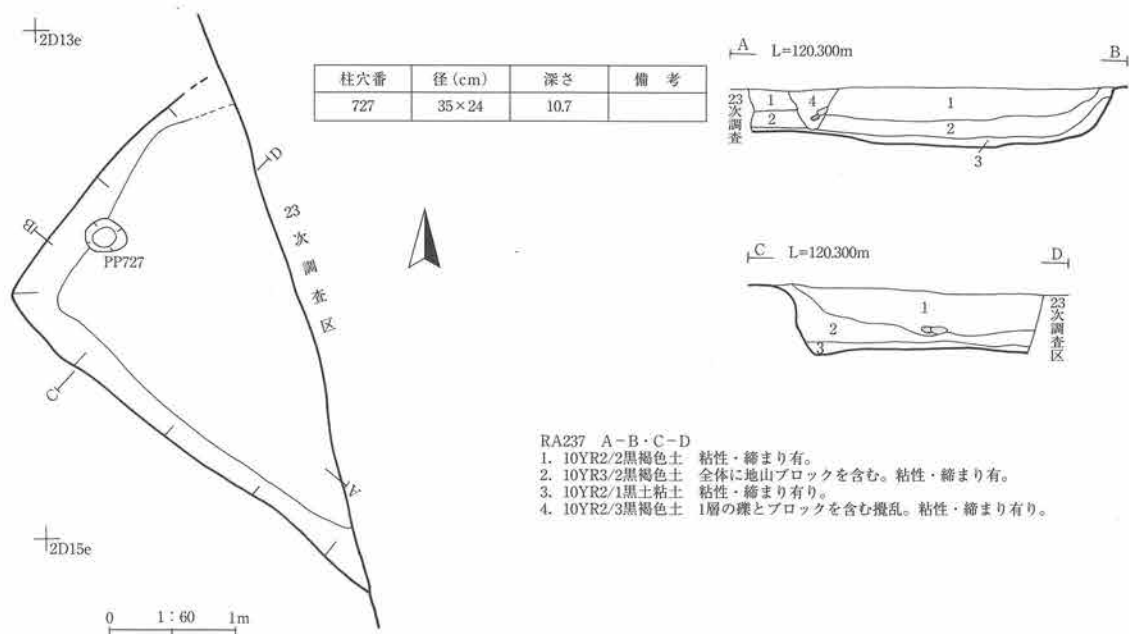 2D13e
柱穴番 径(cm) 深さ 備 考
727 35×24 10.7
A L=120.300m B
23次調査
1
4
1
2
2
3
D
23次調査区
B
PP727
C
A
C L=120.300m D
1
2
3
23次調査区
RA237 A-B・C-D
1. 10YR2/2黒褐色土 粘性・締まり有。
2. 10YR3/2黒褐色土 全体に地山ブロックを含む。粘性・締まり有。
3. 10YR2/1黒土粘土 粘性・締まり有り。
4. 10YR2/3黒褐色土 1層の礫とブロックを含む攪乱。粘性・締まり有り。
2D15e
0 1：60 1m